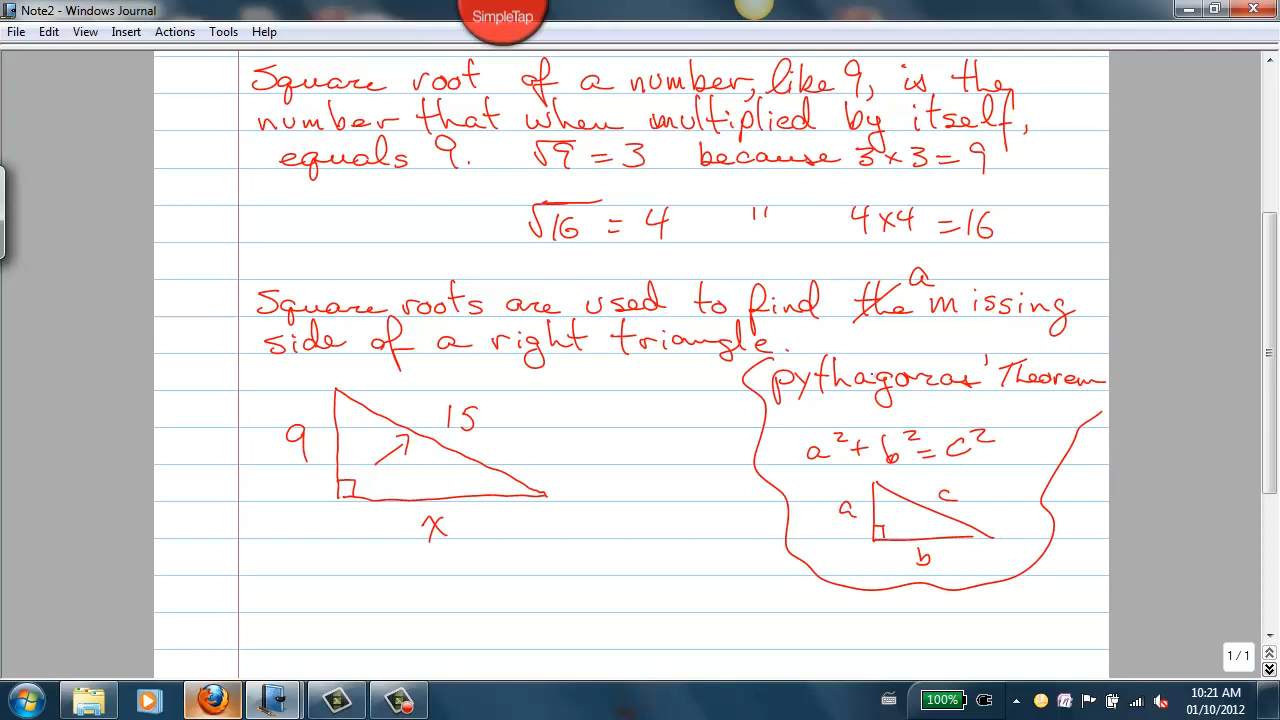 Note2 - Windows Journal
SimpleTap
File Edit View Insert Actions Tools Help
Square root of a number, like 9, is the
number that when multiplied by itself,
equals 9. √9 = 3 because 3 × 3 = 9
√16 = 4 " 4 × 4 = 16
a
Square roots are used to find the missing
side of a right triangle.
pythagoras' Theorem
9
15
x
a² + b² = c²
a
c
b
1 / 1
100%
10:21 AM
01/10/2012